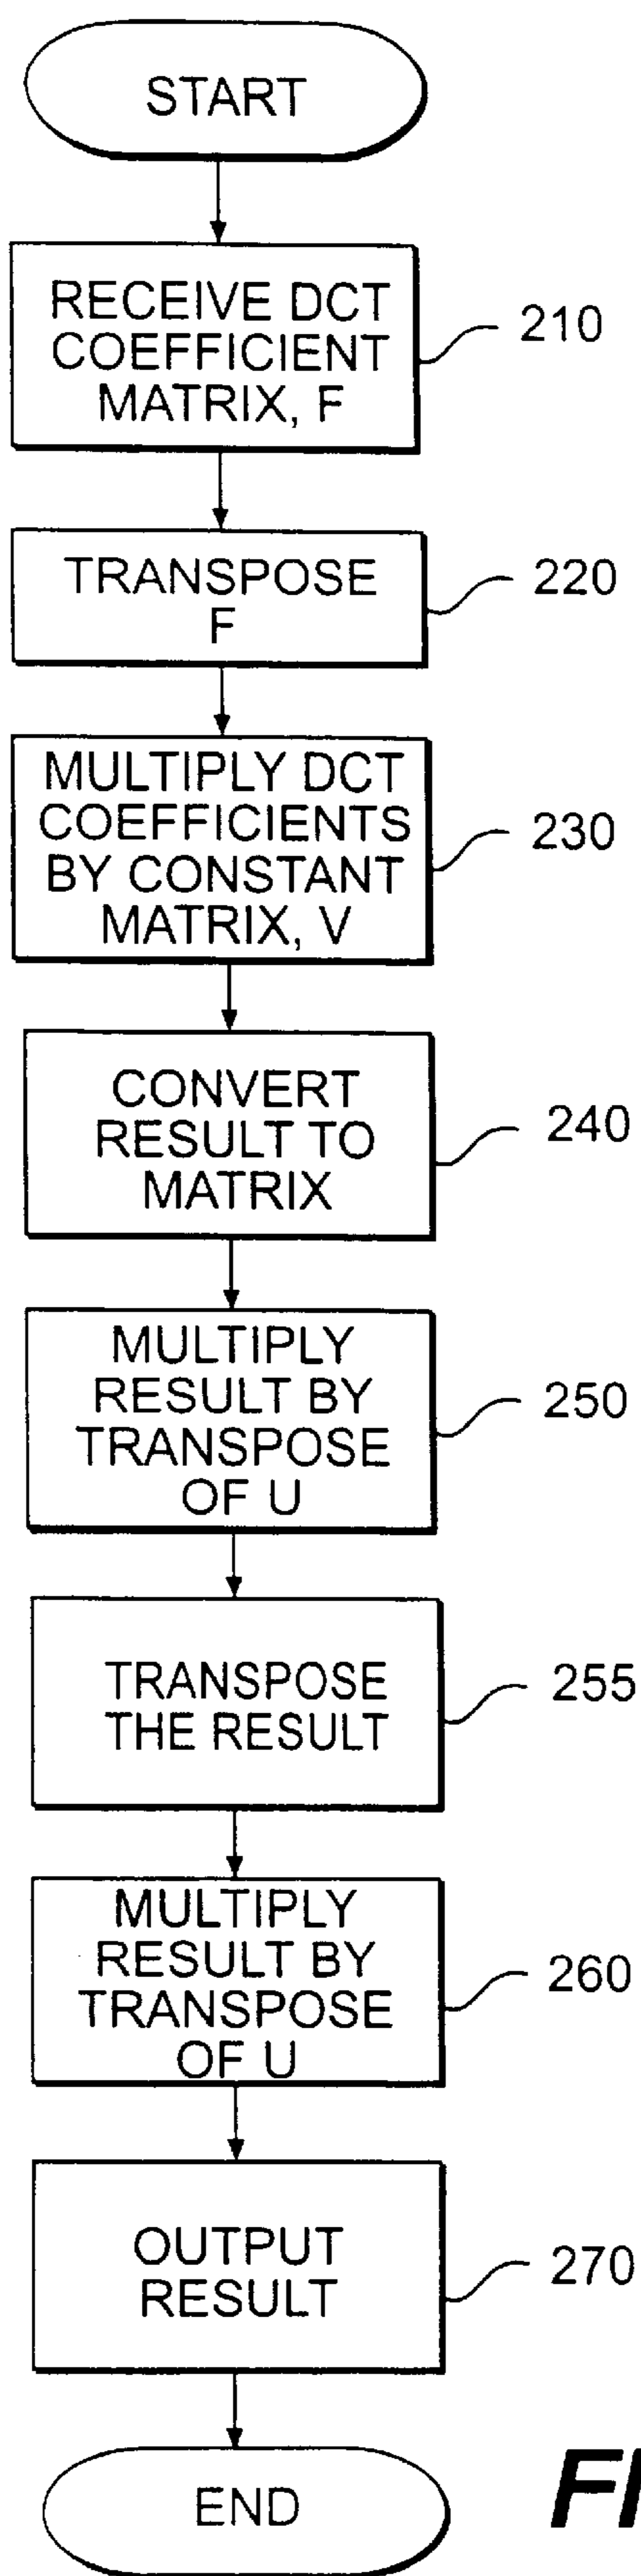 START
RECEIVE DCT
COEFFICIENT
MATRIX, F
210
TRANSPOSE
F
220
MULTIPLY DCT
COEFFICIENTS
BY CONSTANT
MATRIX, V
230
CONVERT
RESULT TO
MATRIX
240
MULTIPLY
RESULT BY
TRANSPOSE
OF U
250
TRANSPOSE
THE RESULT
255
MULTIPLY
RESULT BY
TRANSPOSE
OF U
260
OUTPUT
RESULT
270
END